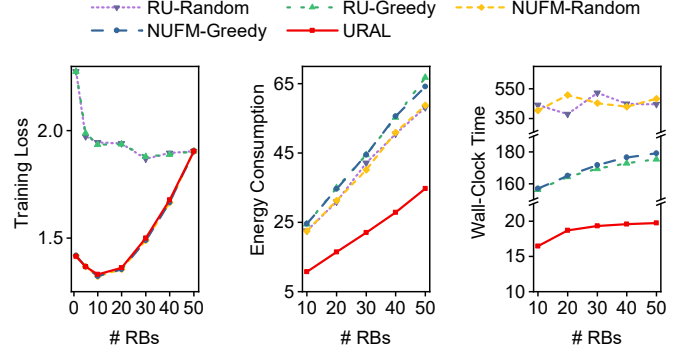 RU-Random RU-Greedy NUFM-Random
NUFM-Greedy URAL
Training Loss
2.0
1.5
0 10 20 30 40 50
# RBs
Energy Consumption
65
45
25
5
10 20 30 40 50
# RBs
Wall-Clock Time
550
350
180
160
20
15
10
10 20 30 40 50
# RBs